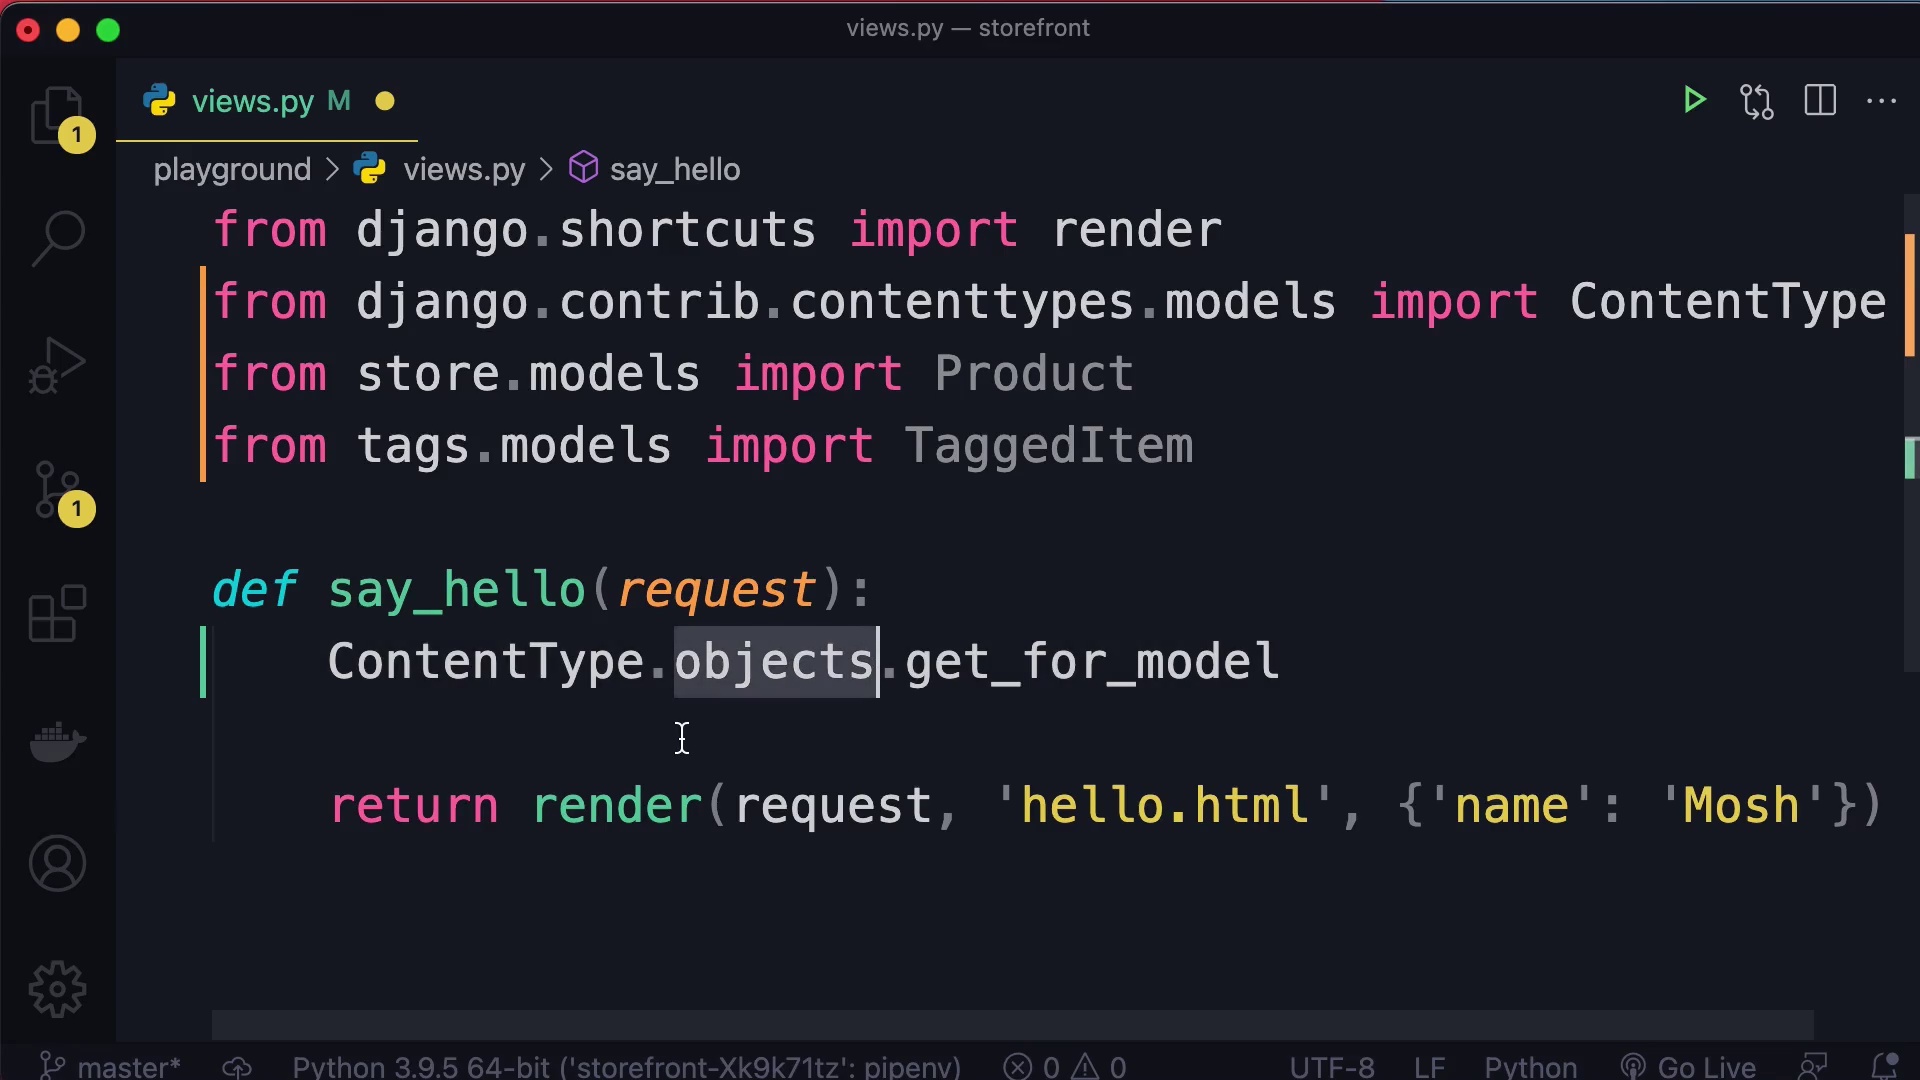 views.py — storefront
views.py M
1
playground > views.py > say_hello
from django.shortcuts import render
from django.contrib.contenttypes.models import ContentType
from store.models import Product
from tags.models import TaggedItem
1
def say_hello(request):
ContentType.objects.get_for_model
return render(request, 'hello.html', {'name': 'Mosh'})
master* Python 3.9.5 64-bit ('storefront-Xk9k71tz': pipenv) 0 0 UTF-8 LF Python Go Live